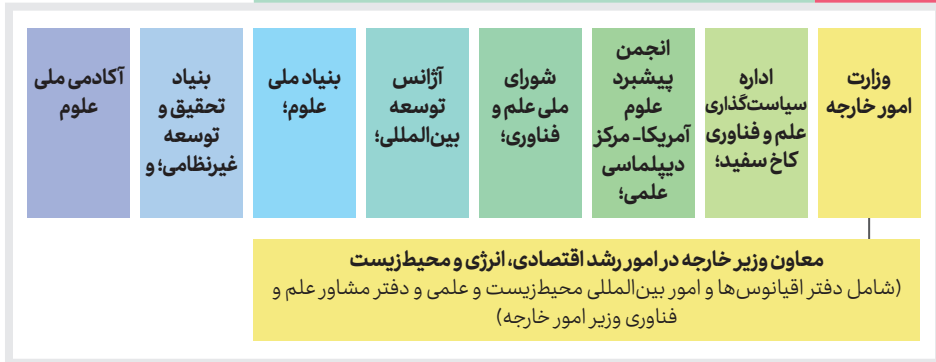 وزارت
امور خارجه
اداره
سیاست‌گذاری
علم و فناوری
کاخ سفید؛
انجمن
پیشبرد
علوم
آمریکا- مرکز
دیپلماسی
علمی؛
شورای
ملی علم و
فناوری؛
آژانس
توسعه
بین‌المللی؛
بنیاد ملی
علوم؛
بنیاد
تحقیق و
توسعه
غیرنظامی؛ و
آکادمی ملی
علوم
معاون وزیر خارجه در امور رشد اقتصادی، انرژی و محیط‌زیست
(شامل دفتر اقیانوس‌ها و امور بین‌المللی محیط‌زیست و علمی و دفتر مشاور علم و
فناوری وزیر امور خارجه)